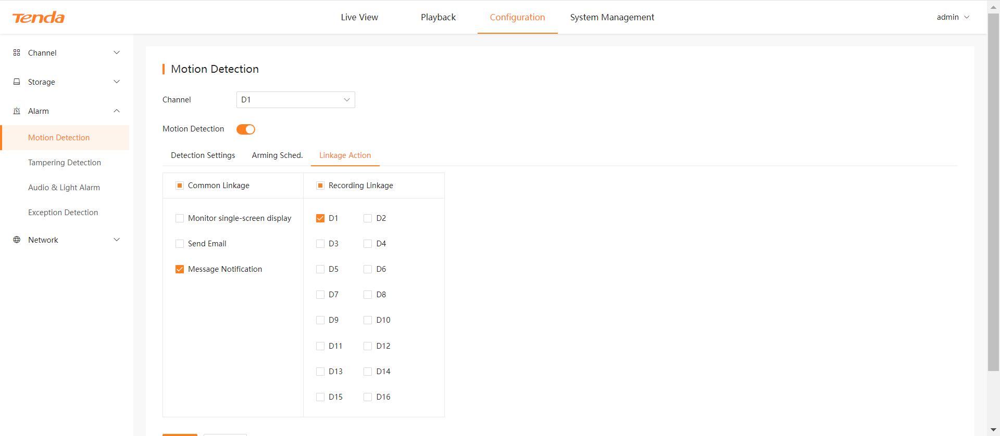 Tenda
Live View
Playback
Configuration
System Management
admin
Channel
Storage
Alarm
Motion Detection
Tampering Detection
Audio & Light Alarm
Exception Detection
Network
Motion Detection
Channel
D1
Motion Detection
Detection Settings
Arming Sched.
Linkage Action
Common Linkage
Recording Linkage
Monitor single-screen display
Send Email
Message Notification
D1
D2
D3
D4
D5
D6
D7
D8
D9
D10
D11
D12
D13
D14
D15
D16